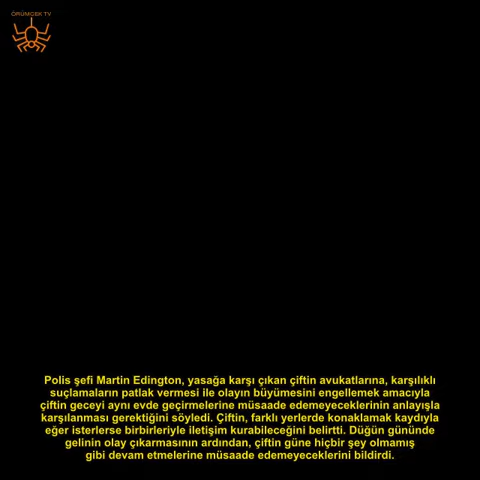 ÖRÜMCEK TV
Polis şefi Martin Edington, yasağa karşı çıkan çiftin avukatlarına, karşılıklı
suçlamaların patlak vermesi ile olayın büyümesini engellemek amacıyla
çiftin geceyi aynı evde geçirmelerine müsaade edemeyeceklerinin anlayışla
karşılanması gerektiğini söyledi. Çiftin, farklı yerlerde konaklamak kaydıyla
eğer isterlerse birbirleriyle iletişim kurabileceğini belirtti. Düğün gününde
gelinin olay çıkarmasının ardından, çiftin güne hiçbir şey olmamış
gibi devam etmelerine müsaade edemeyeceklerini bildirdi.